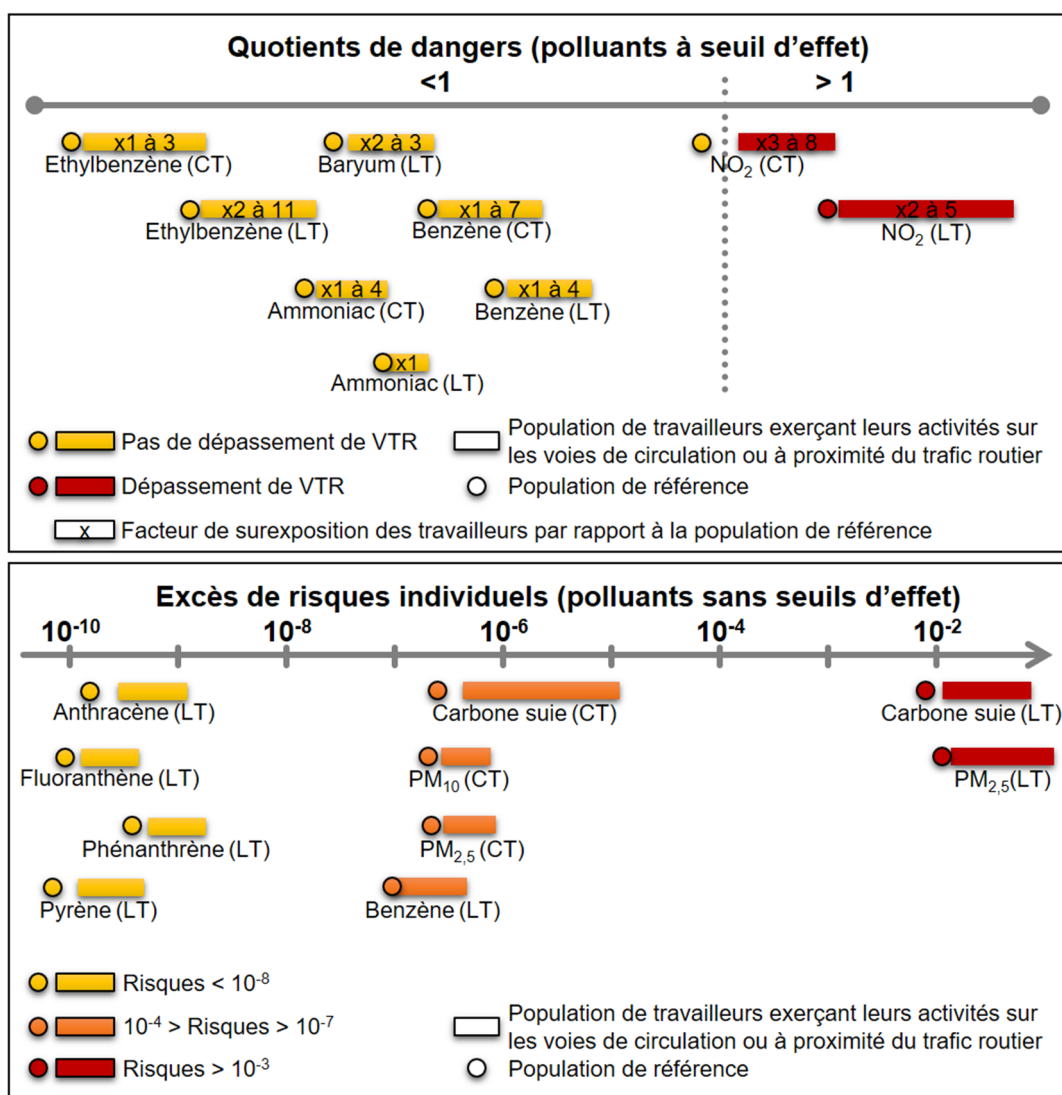 Quotients de dangers (polluants à seuil d’effet)
<1 > 1
x1 à 3 x2 à 3 x3 à 8
Ethylbenzène (CT) Baryum (LT) NO₂ (CT)
x2 à 11 x1 à 7 x2 à 5
Ethylbenzène (LT) Benzène (CT) NO₂ (LT)
x1 à 4 x1 à 4
Ammoniac (CT) Benzène (LT)
x1
Ammoniac (LT)
Pas de dépassement de VTR
Dépassement de VTR
Population de travailleurs exerçant leurs activités sur
les voies de circulation ou à proximité du trafic routier
Population de référence
x Facteur de surexposition des travailleurs par rapport à la population de référence
Excès de risques individuels (polluants sans seuils d’effet)
10⁻¹⁰ 10⁻⁸ 10⁻⁶ 10⁻⁴ 10⁻²
Anthracène (LT) Carbone suie (CT) Carbone suie (LT)
Fluoranthène (LT) PM₁₀ (CT) PM₂,₅(LT)
Phénanthrène (LT) PM₂,₅ (CT)
Pyrène (LT) Benzène (LT)
Risques < 10⁻⁸
10⁻⁴ > Risques > 10⁻⁷
Risques > 10⁻³
Population de travailleurs exerçant leurs activités sur
les voies de circulation ou à proximité du trafic routier
Population de référence